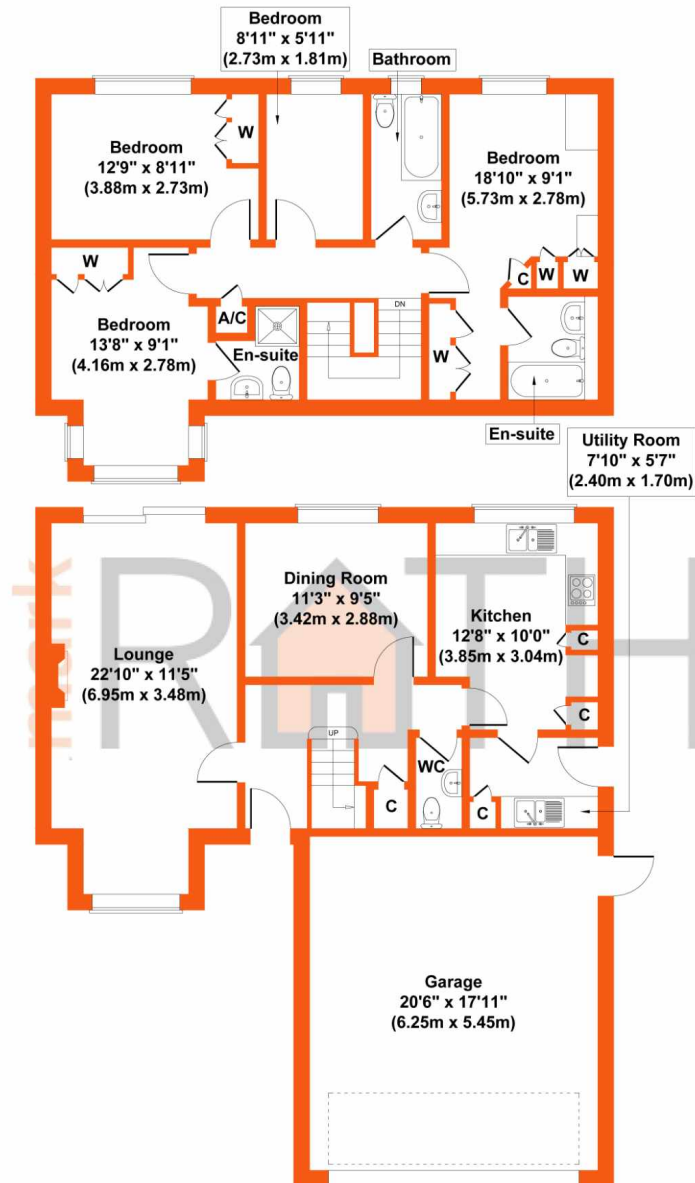 Bedroom
8'11" x 5'11"
(2.73m x 1.81m)
Bathroom
Bedroom
12'9" x 8'11"
(3.88m x 2.73m)
W
Bedroom
18'10" x 9'1"
(5.73m x 2.78m)
W
C
W
W
Bedroom
13'8" x 9'1"
(4.16m x 2.78m)
A/C
En-suite
DN
W
En-suite
Utility Room
7'10" x 5'7"
(2.40m x 1.70m)
mark
ROTH
Dining Room
11'3" x 9'5"
(3.42m x 2.88m)
Kitchen
12'8" x 10'0"
(3.85m x 3.04m)
C
Lounge
22'10" x 11'5"
(6.95m x 3.48m)
C
UP
WC
C
C
Garage
20'6" x 17'11"
(6.25m x 5.45m)